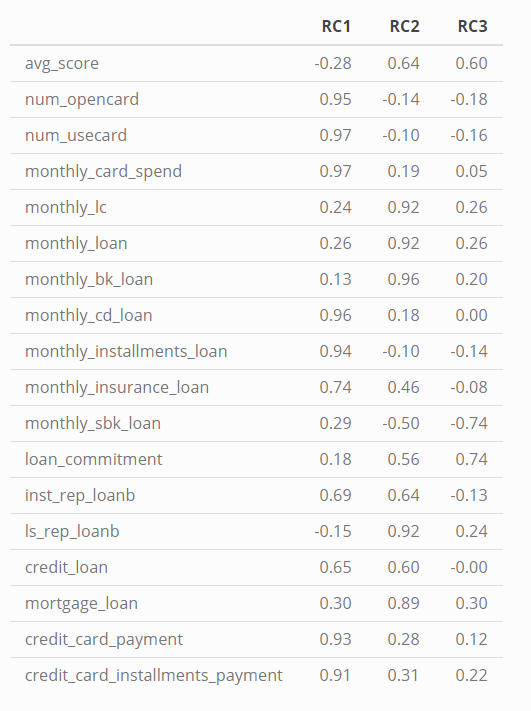 RC1 RC2 RC3
avg_score -0.28 0.64 0.60
num_opencard 0.95 -0.14 -0.18
num_usecard 0.97 -0.10 -0.16
monthly_card_spend 0.97 0.19 0.05
monthly_lc 0.24 0.92 0.26
monthly_loan 0.26 0.92 0.26
monthly_bk_loan 0.13 0.96 0.20
monthly_cd_loan 0.96 0.18 0.00
monthly_installments_loan 0.94 -0.10 -0.14
monthly_insurance_loan 0.74 0.46 -0.08
monthly_sbk_loan 0.29 -0.50 -0.74
loan_commitment 0.18 0.56 0.74
inst_rep_loanb 0.69 0.64 -0.13
ls_rep_loanb -0.15 0.92 0.24
credit_loan 0.65 0.60 -0.00
mortgage_loan 0.30 0.89 0.30
credit_card_payment 0.93 0.28 0.12
credit_card_installments_payment 0.91 0.31 0.22